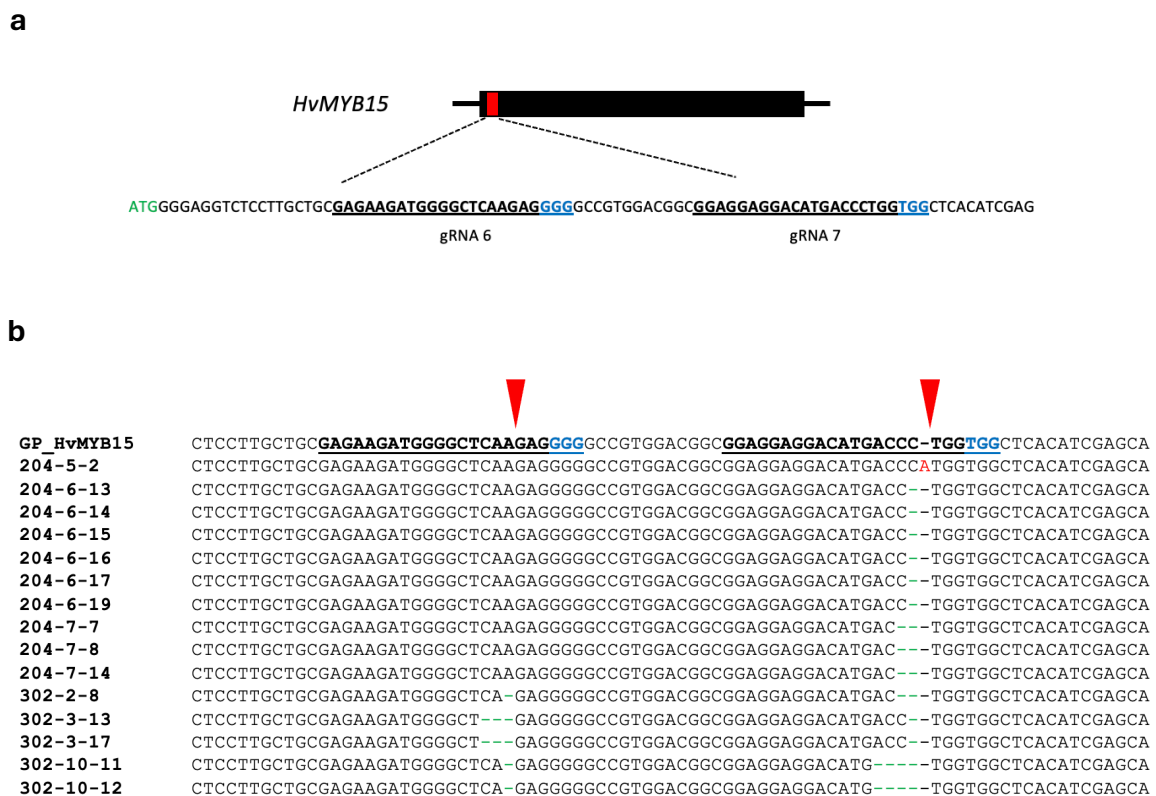 a
HvMYB15
ATGGGGAGGTCTCCTTGCTGCGAGAAGATGGGGCTCAAGAGGGGGCCGTGGACGGCGGAGGAGGACATGACCCTGGTGGCTCACATCGAG
gRNA 6 gRNA 7
b
GP_HvMYB15 CTCCTTGCTGCGAGAAGATGGGGCTCAAGAGGGGGCCGTGGACGGCGGAGGAGGACATGACCC-TGGTGGCTCACATCGAGCA
204-5-2 CTCCTTGCTGCGAGAAGATGGGGCTCAAGAGGGGGCCGTGGACGGCGGAGGAGGACATGACCCATGGTGGCTCACATCGAGCA
204-6-13 CTCCTTGCTGCGAGAAGATGGGGCTCAAGAGGGGGCCGTGGACGGCGGAGGAGGACATGACC--TGGTGGCTCACATCGAGCA
204-6-14 CTCCTTGCTGCGAGAAGATGGGGCTCAAGAGGGGGCCGTGGACGGCGGAGGAGGACATGACC--TGGTGGCTCACATCGAGCA
204-6-15 CTCCTTGCTGCGAGAAGATGGGGCTCAAGAGGGGGCCGTGGACGGCGGAGGAGGACATGACC--TGGTGGCTCACATCGAGCA
204-6-16 CTCCTTGCTGCGAGAAGATGGGGCTCAAGAGGGGGCCGTGGACGGCGGAGGAGGACATGACC--TGGTGGCTCACATCGAGCA
204-6-17 CTCCTTGCTGCGAGAAGATGGGGCTCAAGAGGGGGCCGTGGACGGCGGAGGAGGACATGACC--TGGTGGCTCACATCGAGCA
204-6-19 CTCCTTGCTGCGAGAAGATGGGGCTCAAGAGGGGGCCGTGGACGGCGGAGGAGGACATGACC--TGGTGGCTCACATCGAGCA
204-7-7 CTCCTTGCTGCGAGAAGATGGGGCTCAAGAGGGGGCCGTGGACGGCGGAGGAGGACATGAC---TGGTGGCTCACATCGAGCA
204-7-8 CTCCTTGCTGCGAGAAGATGGGGCTCAAGAGGGGGCCGTGGACGGCGGAGGAGGACATGAC---TGGTGGCTCACATCGAGCA
204-7-14 CTCCTTGCTGCGAGAAGATGGGGCTCAAGAGGGGGCCGTGGACGGCGGAGGAGGACATGAC---TGGTGGCTCACATCGAGCA
302-2-8 CTCCTTGCTGCGAGAAGATGGGGCTCA-GAGGGGGCCGTGGACGGCGGAGGAGGACATGAC---TGGTGGCTCACATCGAGCA
302-3-13 CTCCTTGCTGCGAGAAGATGGGGCT---GAGGGGGCCGTGGACGGCGGAGGAGGACATGACC--TGGTGGCTCACATCGAGCA
302-3-17 CTCCTTGCTGCGAGAAGATGGGGCT---GAGGGGGCCGTGGACGGCGGAGGAGGACATGACC--TGGTGGCTCACATCGAGCA
302-10-11 CTCCTTGCTGCGAGAAGATGGGGCTCA-GAGGGGGCCGTGGACGGCGGAGGAGGACATG-----TGGTGGCTCACATCGAGCA
302-10-12 CTCCTTGCTGCGAGAAGATGGGGCTCA-GAGGGGGCCGTGGACGGCGGAGGAGGACATG-----TGGTGGCTCACATCGAGCA